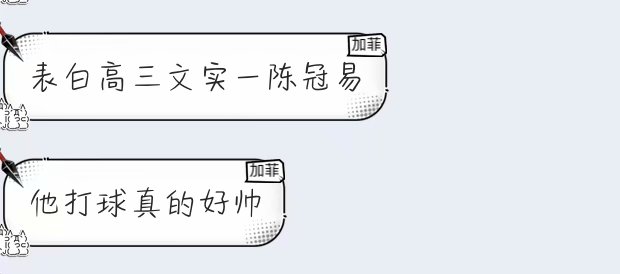 加菲
表白高三文实一陈冠易
加菲
他打球真的好帅